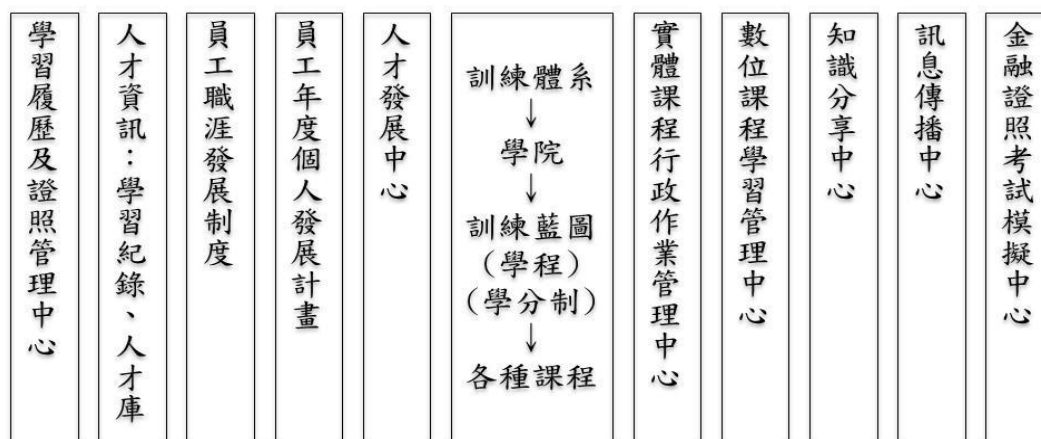 學習履歷及證照管理中心
人才資訊：學習紀錄、人才庫
員工職涯發展制度
員工年度個人發展計畫
人才發展中心
訓練體系
↓
學院
↓
訓練藍圖
（學程）
（學分制）
↓
各種課程
實體課程行政作業管理中心
數位課程學習管理中心
知識分享中心
訊息傳播中心
金融證照考試模擬中心